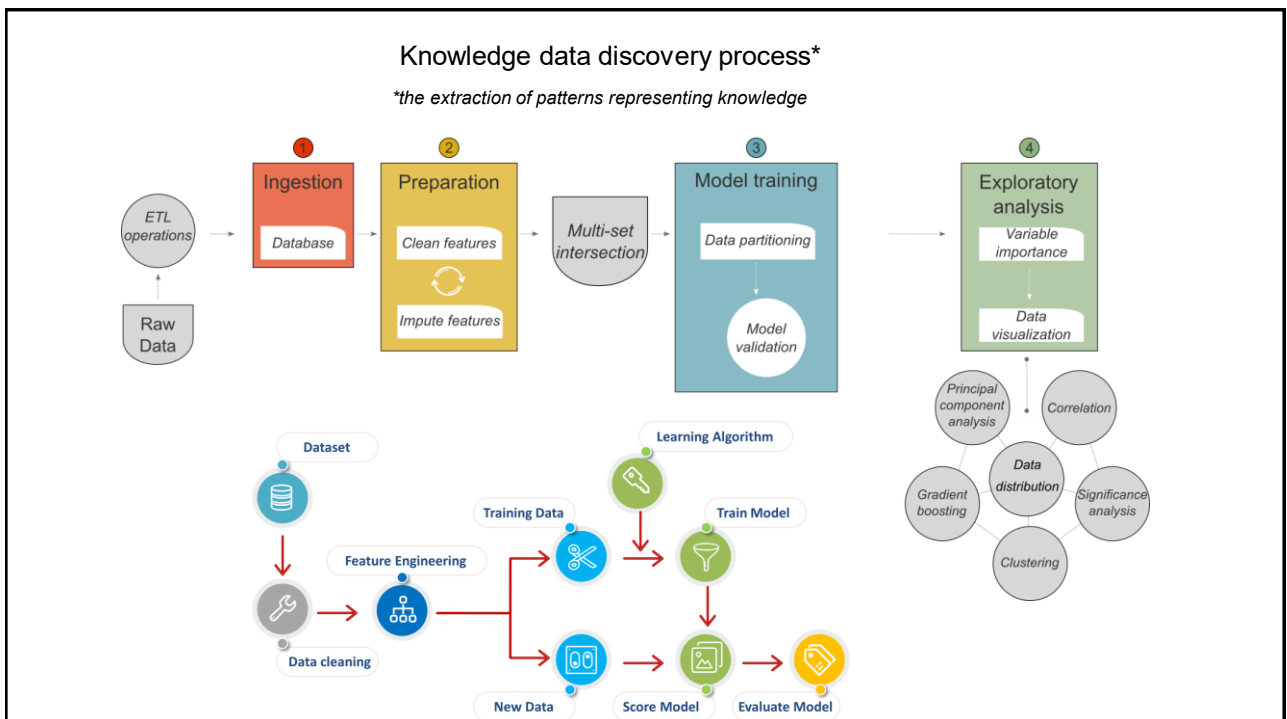 Knowledge data discovery process*
*the extraction of patterns representing knowledge
1
2
3
4
Ingestion
Preparation
Model training
Exploratory
analysis
ETL
operations
Database
Clean features
Multi-set
intersection
Data partitioning
Variable
importance
Impute features
Raw
Data
Model
validation
Data
visualization
Principal
component
analysis
Correlation
Data
distribution
Gradient
boosting
Significance
analysis
Clustering
Learning Algorithm
Dataset
Training Data
Train Model
Feature Engineering
Data cleaning
New Data
Score Model
Evaluate Model